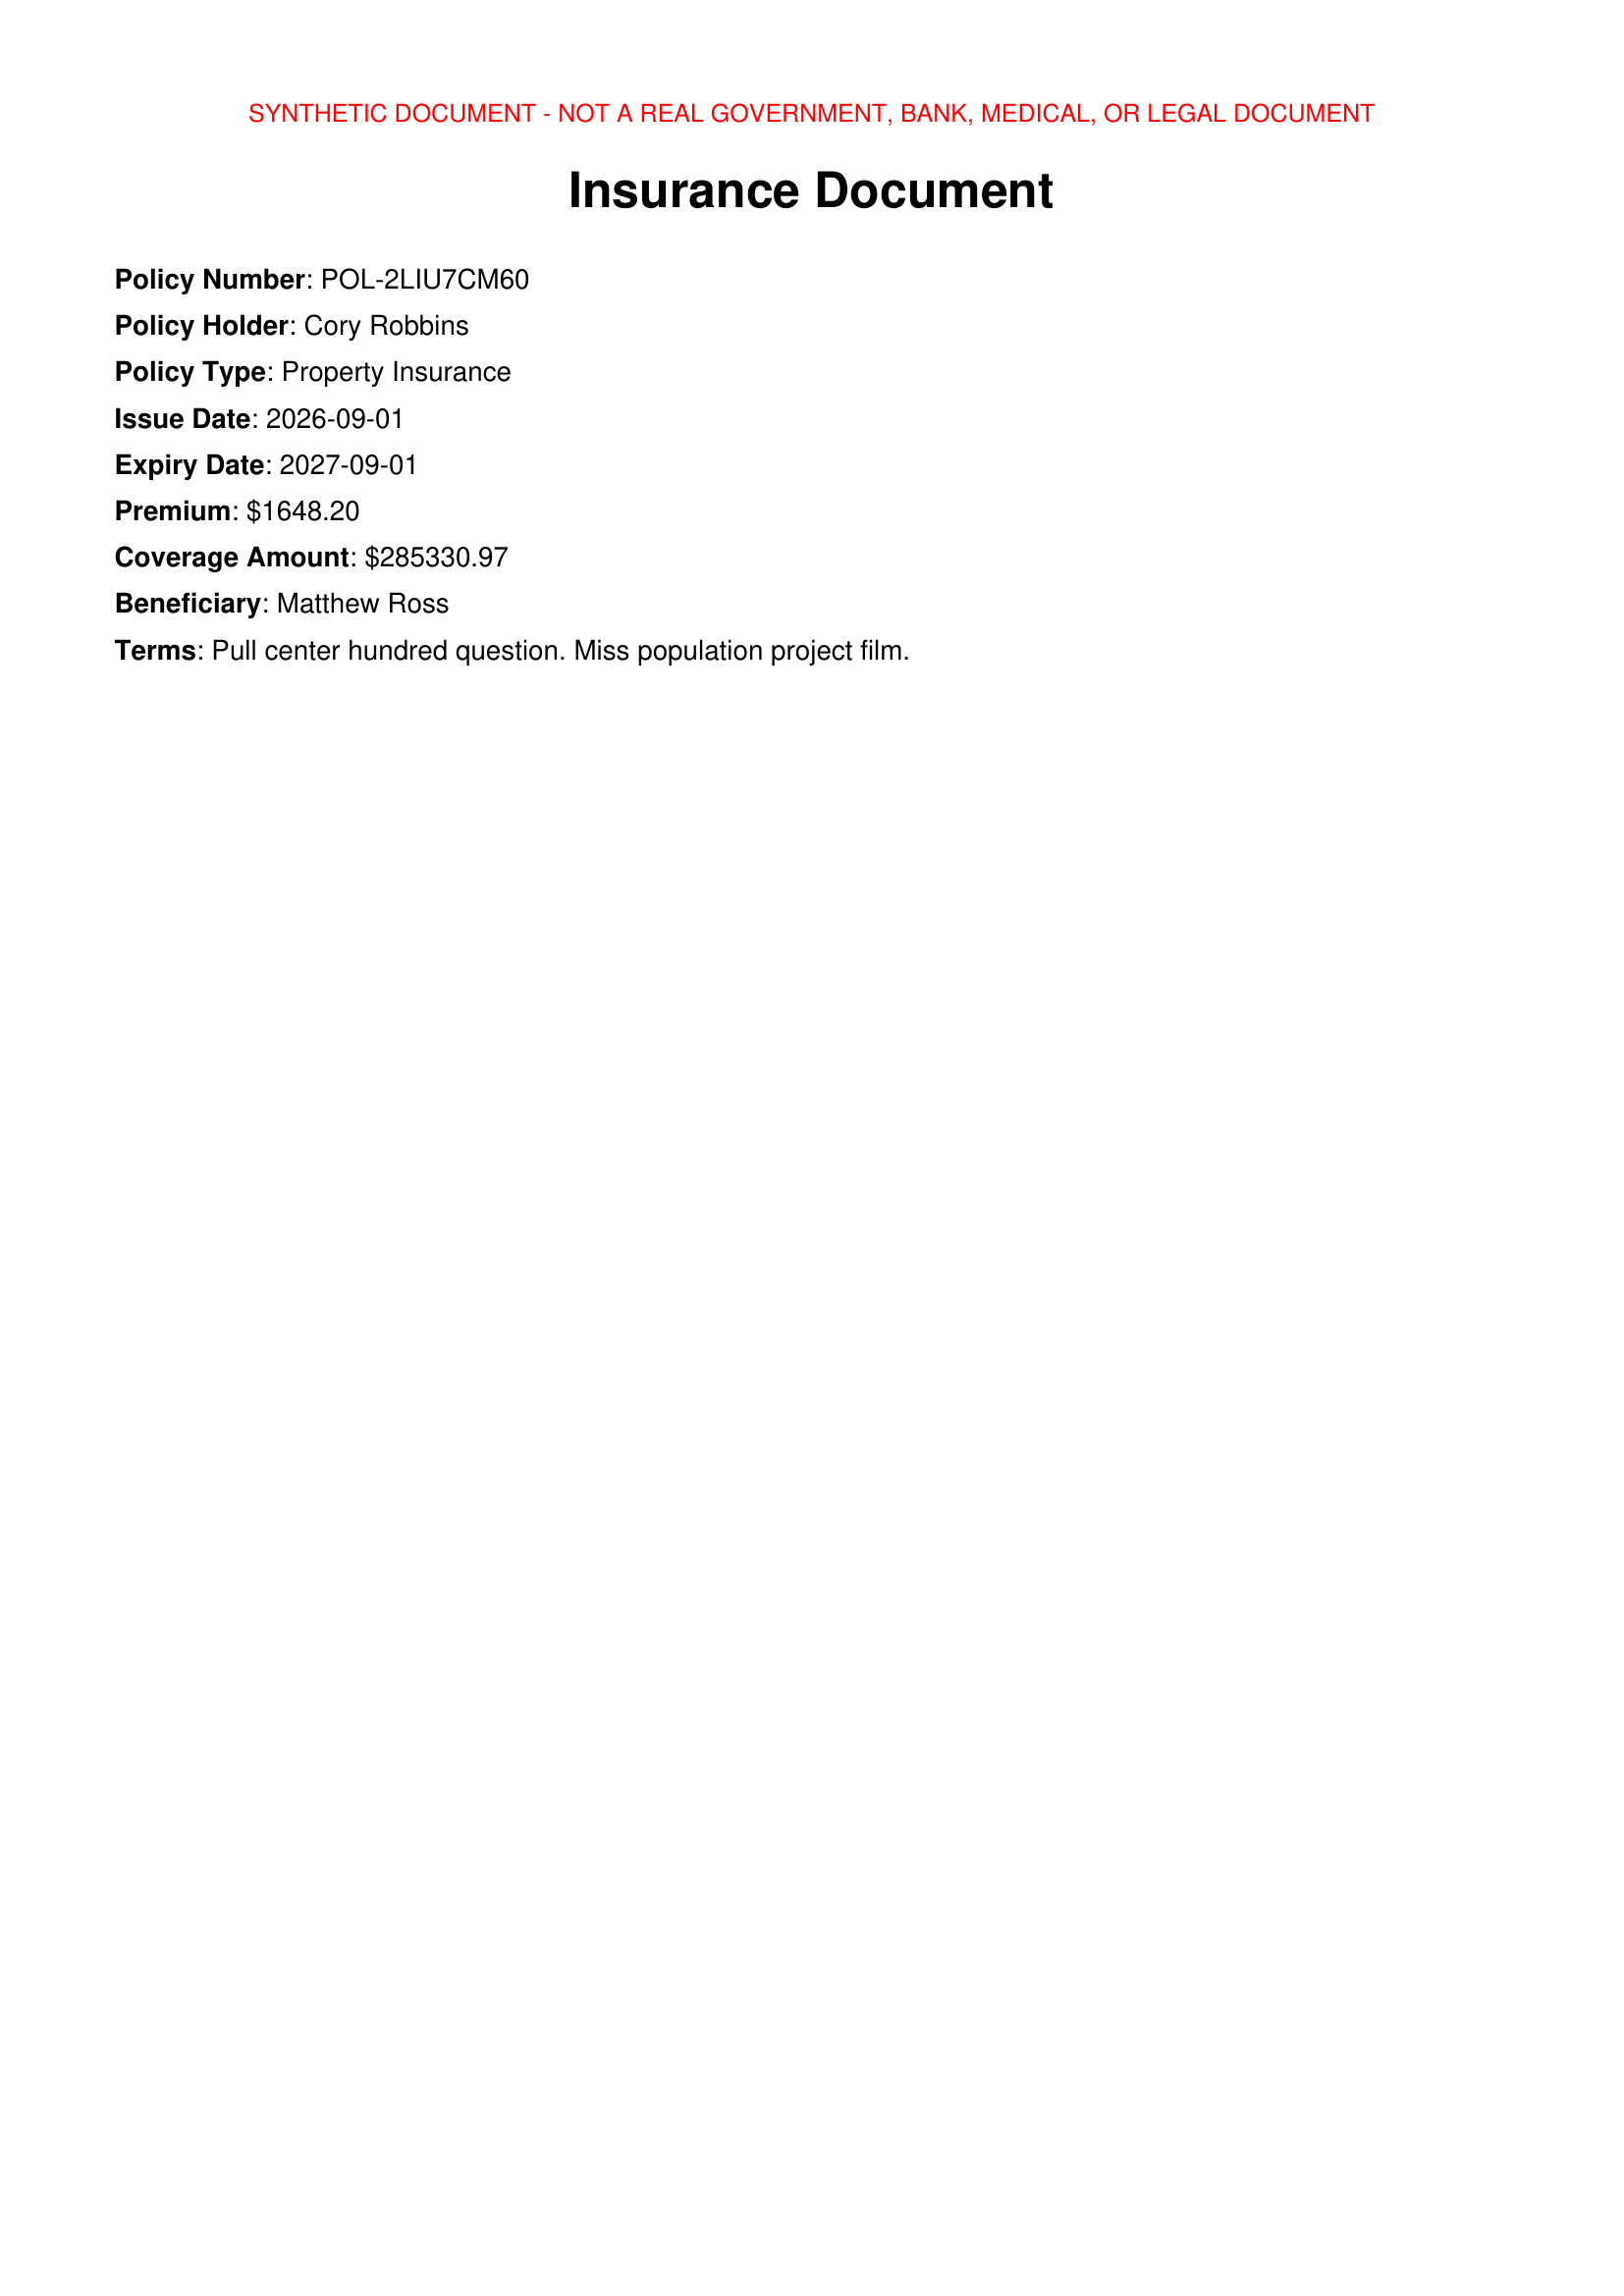 SYNTHETIC DOCUMENT - NOT A REAL GOVERNMENT, BANK, MEDICAL, OR LEGAL DOCUMENT
Insurance Document
Policy Number: POL-2LIU7CM60
Policy Holder: Cory Robbins
Policy Type: Property Insurance
Issue Date: 2026-09-01
Expiry Date: 2027-09-01
Premium: $1648.20
Coverage Amount: $285330.97
Beneficiary: Matthew Ross
Terms: Pull center hundred question. Miss population project film.